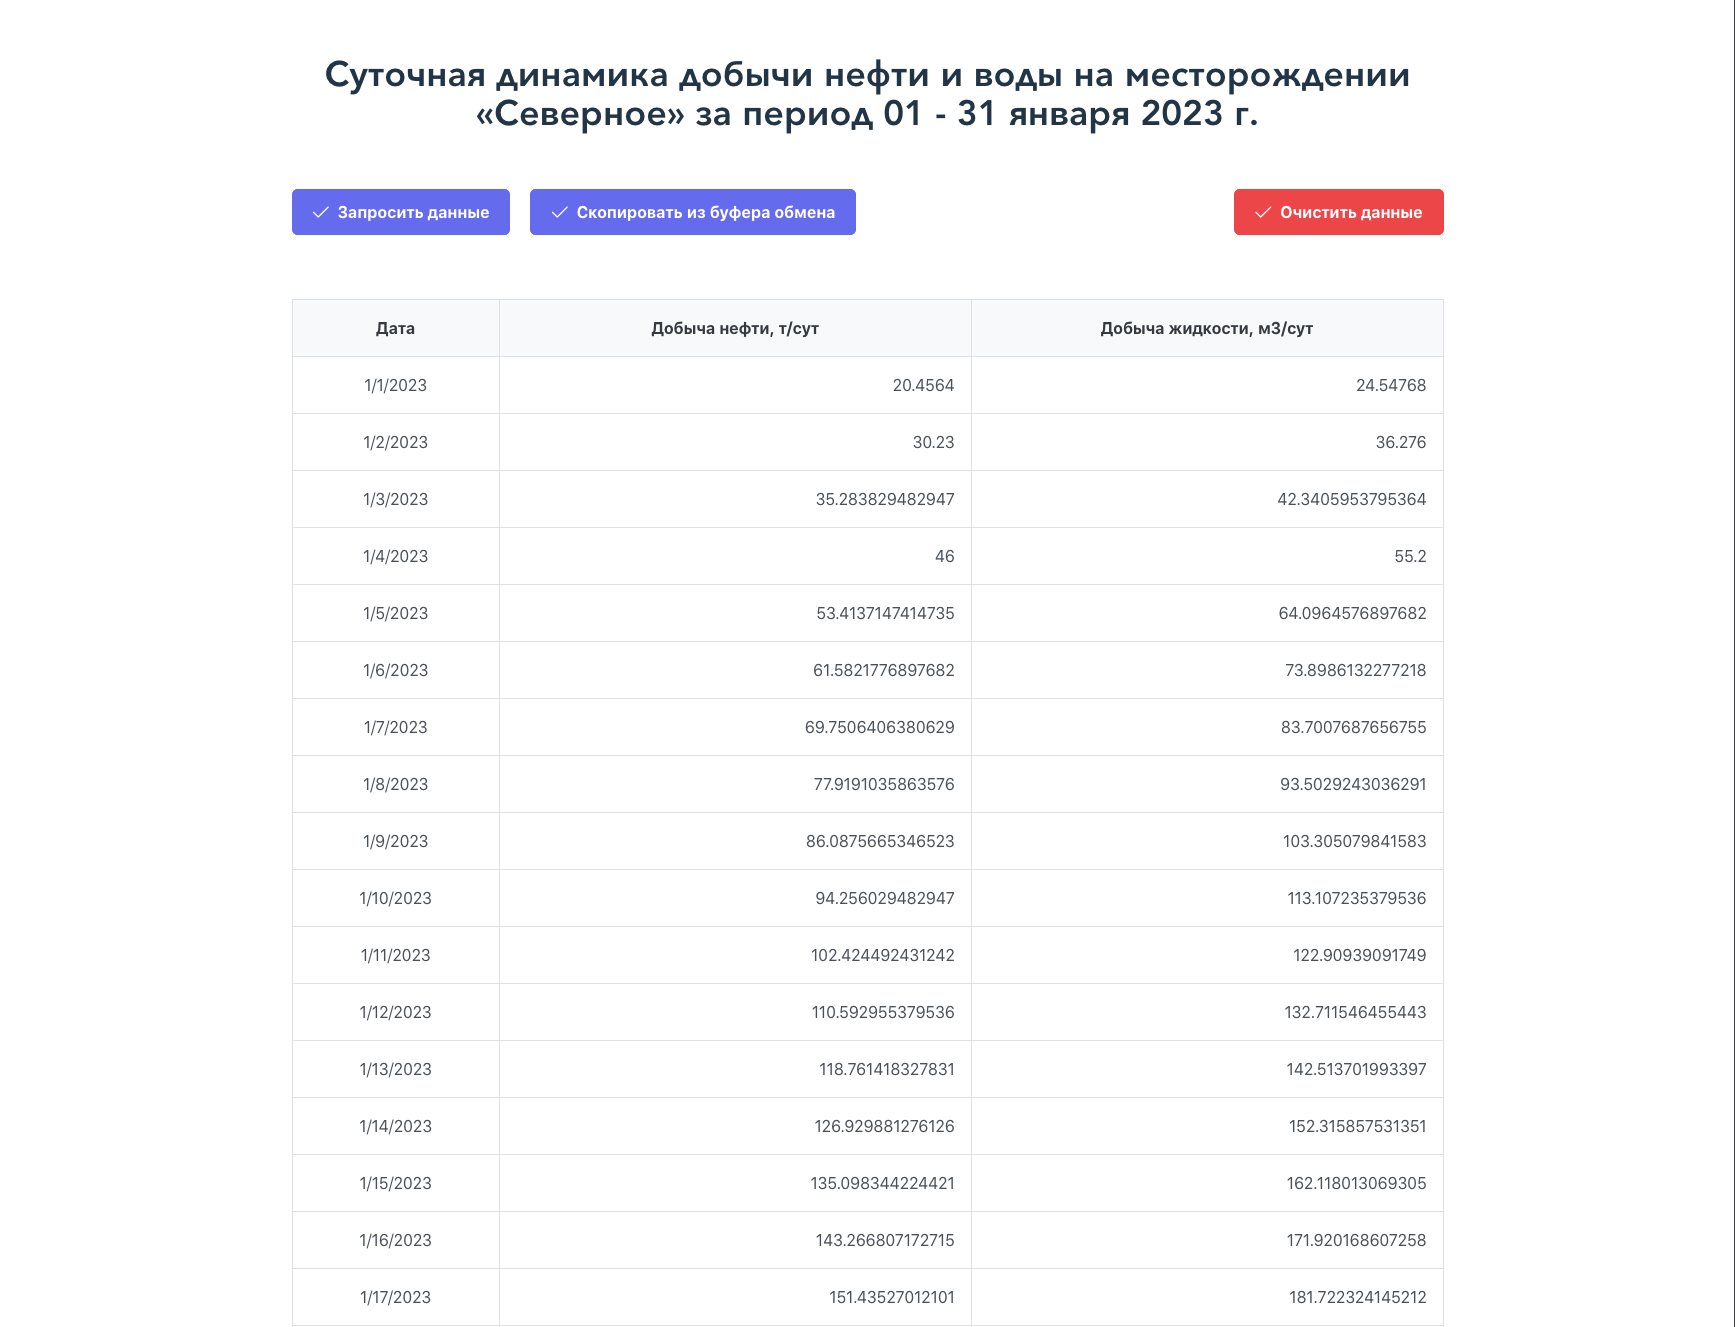 Суточная динамика добычи нефти и воды на месторождении
«Северное» за период 01 - 31 января 2023 г.
Запросить данные Скопировать из буфера обмена Очистить данные
Дата Добыча нефти, т/сут Добыча жидкости, м3/сут
1/1/2023 20.4564 24.54768
1/2/2023 30.23 36.276
1/3/2023 35.283829482947 42.3405953795364
1/4/2023 46 55.2
1/5/2023 53.4137147414735 64.0964576897682
1/6/2023 61.5821776897682 73.8986132277218
1/7/2023 69.7506406380629 83.7007687656755
1/8/2023 77.9191035863576 93.5029243036291
1/9/2023 86.0875665346523 103.305079841583
1/10/2023 94.256029482947 113.107235379536
1/11/2023 102.424492431242 122.90939091749
1/12/2023 110.592955379536 132.711546455443
1/13/2023 118.761418327831 142.513701993397
1/14/2023 126.929881276126 152.315857531351
1/15/2023 135.098344224421 162.118013069305
1/16/2023 143.266807172715 171.920168607258
1/17/2023 151.43527012101 181.722324145212